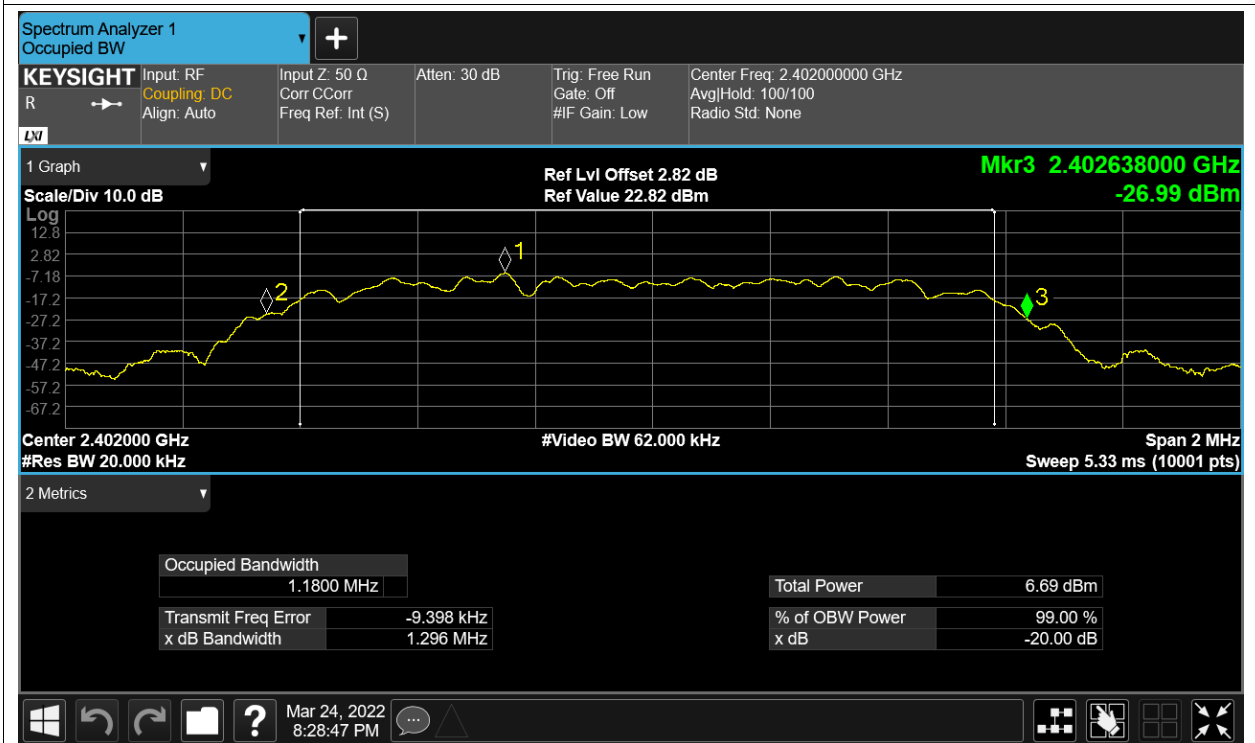 Spectrum Analyzer 1
Occupied BW
KEYSIGHT Input: RF Input Z: 50 Ω Atten: 30 dB Trig: Free Run Center Freq: 2.402000000 GHz
R Coupling: DC Corr CCorr Gate: Off Avg|Hold: 100/100
Align: Auto Freq Ref: Int (S) #IF Gain: Low Radio Std: None
LXI
1 Graph Ref Lvl Offset 2.82 dB Mkr3 2.402638000 GHz
Scale/Div 10.0 dB Ref Value 22.82 dBm -26.99 dBm
Log
12.8
2.82 1
-7.18
-17.2 2 3
-27.2
-37.2
-47.2
-57.2
-67.2
Center 2.402000 GHz #Video BW 62.000 kHz Span 2 MHz
#Res BW 20.000 kHz Sweep 5.33 ms (10001 pts)
2 Metrics
Occupied Bandwidth
1.1800 MHz Total Power 6.69 dBm
Transmit Freq Error -9.398 kHz % of OBW Power 99.00 %
x dB Bandwidth 1.296 MHz x dB -20.00 dB
? Mar 24, 2022
8:28:47 PM